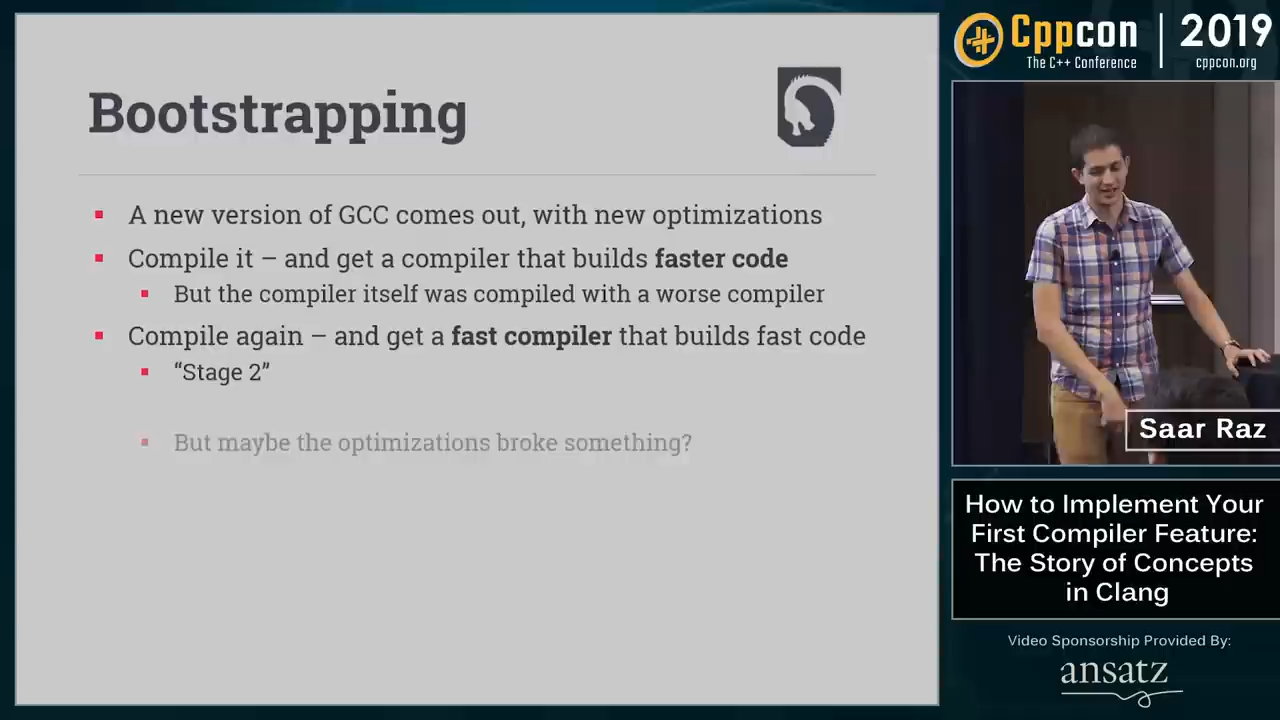 Bootstrapping
A new version of GCC comes out, with new optimizations
Compile it – and get a compiler that builds faster code
But the compiler itself was compiled with a worse compiler
Compile again – and get a fast compiler that builds fast code
“Stage 2”
But maybe the optimizations broke something?
Cppcon
The C++ Conference
2019
cppcon.org
Saar Raz
How to Implement Your
First Compiler Feature:
The Story of Concepts
in Clang
Video Sponsorship Provided By:
ansatz